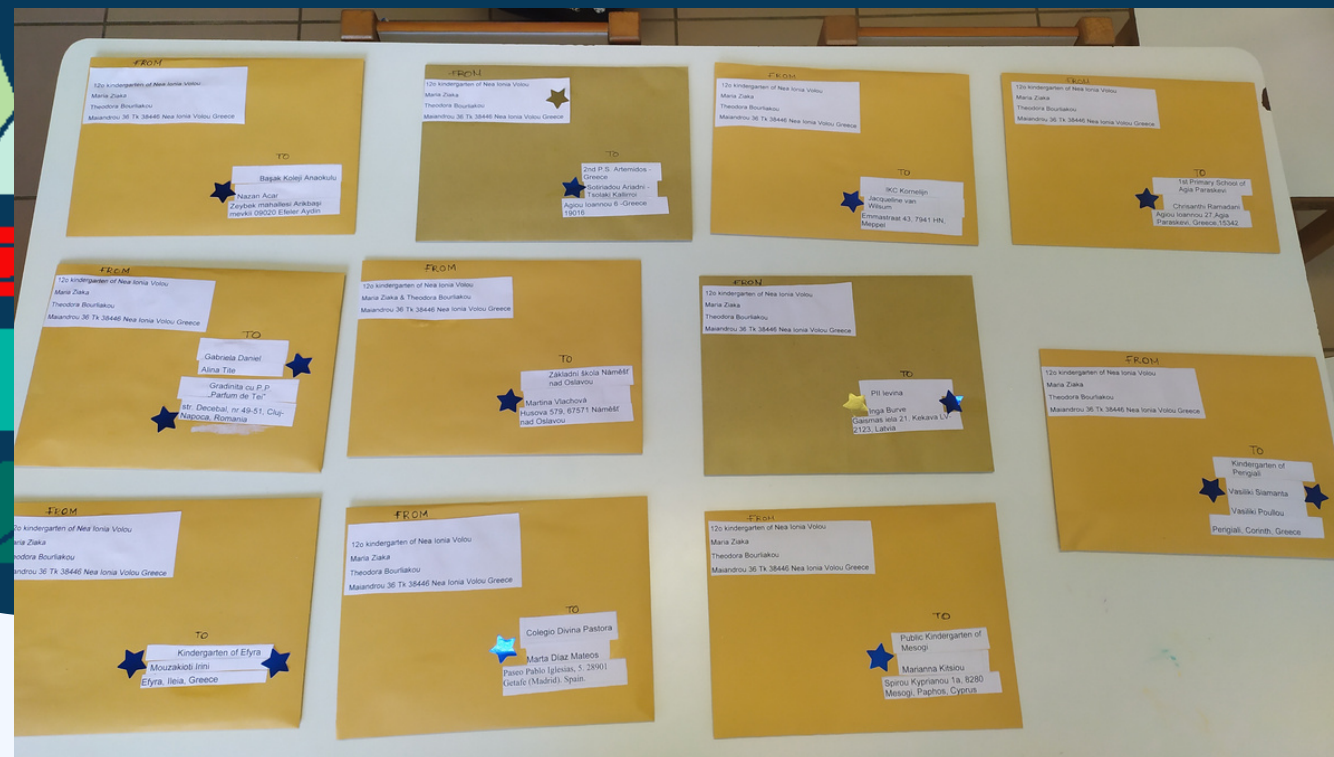 FROM
12o kindergarten of Nea Ionia Volou
Maria Ziaka
Theodora Bourliakou
Maiandrou 36 Tk 38446 Nea Ionia Volou Greece
TO
Başak Koleji Anaokulu
Nazan Acar
Zeybek mahallesi Arikbaşi
mevkii 09020 Efeler Aydin
FROM
12o kindergarten of Nea Ionia Volou
Maria Ziaka
Theodora Bourliakou
Maiandrou 36 Tk 38446 Nea Ionia Volou Greece
TO
2nd P.S. Artemidos -
Greece
Sotiriadou Ariadni -
Tsolaki Kallirroi
Agiou Ioannou 6 -Greece
19016
FROM
12o kindergarten of Nea Ionia Volou
Maria Ziaka
Theodora Bourliakou
Maiandrou 36 Tk 38446 Nea Ionia Volou Greece
TO
IKC Kornelijn
Jacqueline van
Wilsum
Emmastraat 43, 7941 HN,
Meppel
FROM
12o kindergarten of Nea Ionia Volou
Maria Ziaka
Theodora Bourliakou
Maiandrou 36 Tk 38446 Nea Ionia Volou Greece
TO
1st Primary School of
Agia Paraskevi
Chrisanthi Ramadani
Agiou Ioannou 27,Agia
Paraskevi, Greece,15342
FROM
12o kindergarten of Nea Ionia Volou
Maria Ziaka
Theodora Bourliakou
Maiandrou 36 Tk 38446 Nea Ionia Volou Greece
TO
Gabriela Daniel
Alina Tite
Gradinita cu P.P
„Parfum de Tei”
str. Decebal, nr.49-51, Cluj-
Napoca, Romania
FROM
12o kindergarten of Nea Ionia Volou
Maria Ziaka & Theodora Bourliakou
Maiandrou 36 Tk 38446 Nea Ionia Volou Greece
TO
Základní škola Náměšť
nad Oslavou
Martina Vlachová
Husova 579, 67571 Náměšť
nad Oslavou
FROM
12o kindergarten of Nea Ionia Volou
Maria Ziaka
Theodora Bourliakou
Maiandrou 36 Tk 38446 Nea Ionia Volou Greece
TO
PII Ievina
Inga Burve
Gaismas iela 21, Kekava LV-
2123, Latvia
FROM
12o kindergarten of Nea Ionia Volou
Maria Ziaka
Theodora Bourliakou
Maiandrou 36 Tk 38446 Nea Ionia Volou Greece
TO
Kindergarten of
Perigiali
Vasiliki Siamanta
Vasiliki Poullou
Perigiali, Corinth, Greece
FROM
12o kindergarten of Nea Ionia Volou
aria Ziaka
eodora Bourliakou
androu 36 Tk 38446 Nea Ionia Volou Greece
TO
Kindergarten of Efyra
Mouzakioti Irini
Efyra, Ileia, Greece
FROM
12o kindergarten of Nea Ionia Volou
Maria Ziaka
Theodora Bourliakou
Maiandrou 36 Tk 38446 Nea Ionia Volou Greece
TO
Colegio Divina Pastora
Marta Díaz Mateos
Paseo Pablo Iglesias, 5. 28901
Getafe (Madrid). Spain.
FROM
12o kindergarten of Nea Ionia Volou
Maria Ziaka
Theodora Bourliakou
Maiandrou 36 Tk 38446 Nea Ionia Volou Greece
TO
Public Kindergarten of
Mesogi
Marianna Kitsiou
Spirou Kyprianou 1a, 8280
Mesogi, Paphos, Cyprus